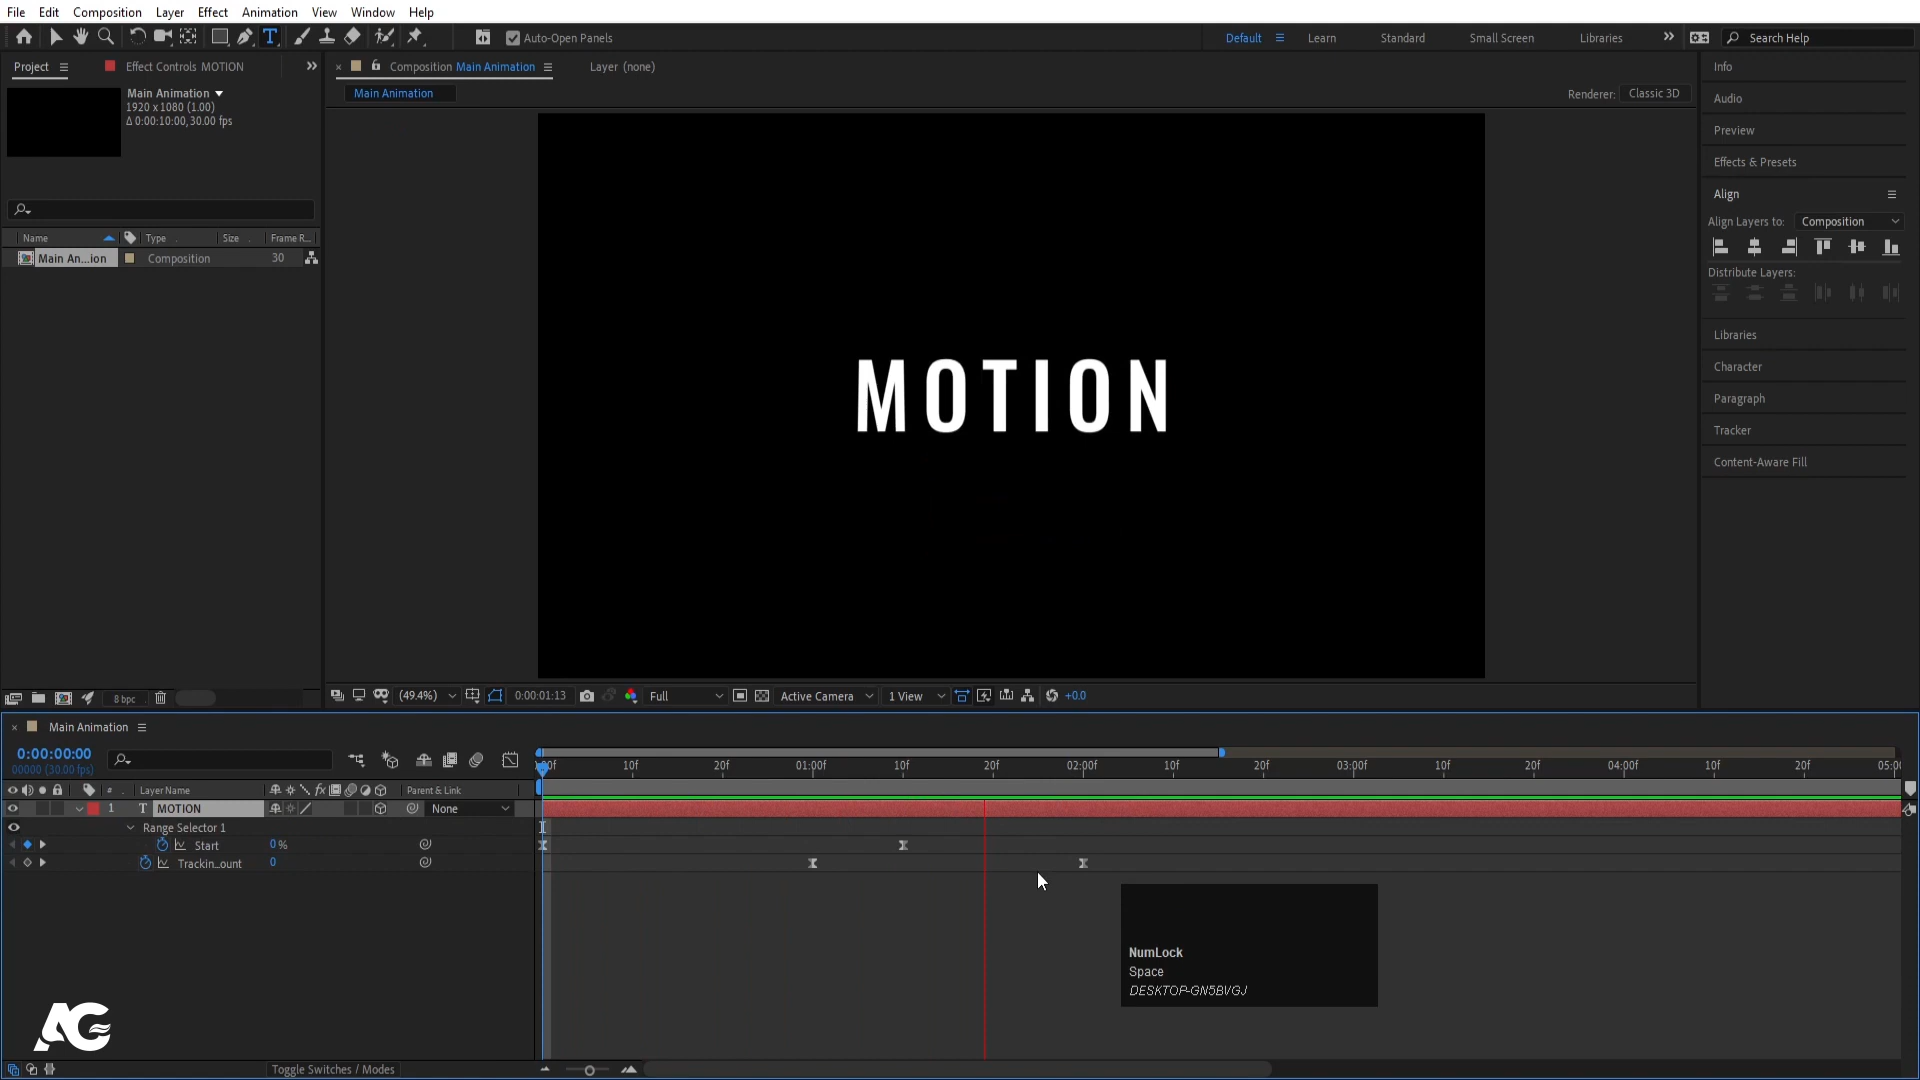 File Edit Composition Layer Effect Animation View Window Help
Auto-Open Panels Default Learn Standard Small Screen Libraries Search Help
Project Effect Controls MOTION
Composition Main Animation Layer (none)
Main Animation
1920 x 1080 (1.00)
Δ 0:00:10:00, 30.00 fps
Name Type Size Frame R...
Main An...ion Composition 30
8 bpc
Main Animation
Renderer: Classic 3D
MOTION
(49.4%) 0:00:01:13 Full Active Camera 1 View +0.0
Info
Audio
Preview
Effects & Presets
Align
Align Layers to: Composition
Distribute Layers:
Libraries
Character
Paragraph
Tracker
Content-Aware Fill
Main Animation
0:00:00:00
00000 (30.00 fps)
10f 20f 01:00f 10f 20f 02:00f 10f 20f 03:00f 10f 20f 04:00f 10f 20f 05:00
# Layer Name fx Parent & Link
1 T MOTION None
Range Selector 1
Start 0%
Trackin...ount 0
NumLock
Space
DESKTOP-GN5BVGJ
AG
Toggle Switches / Modes